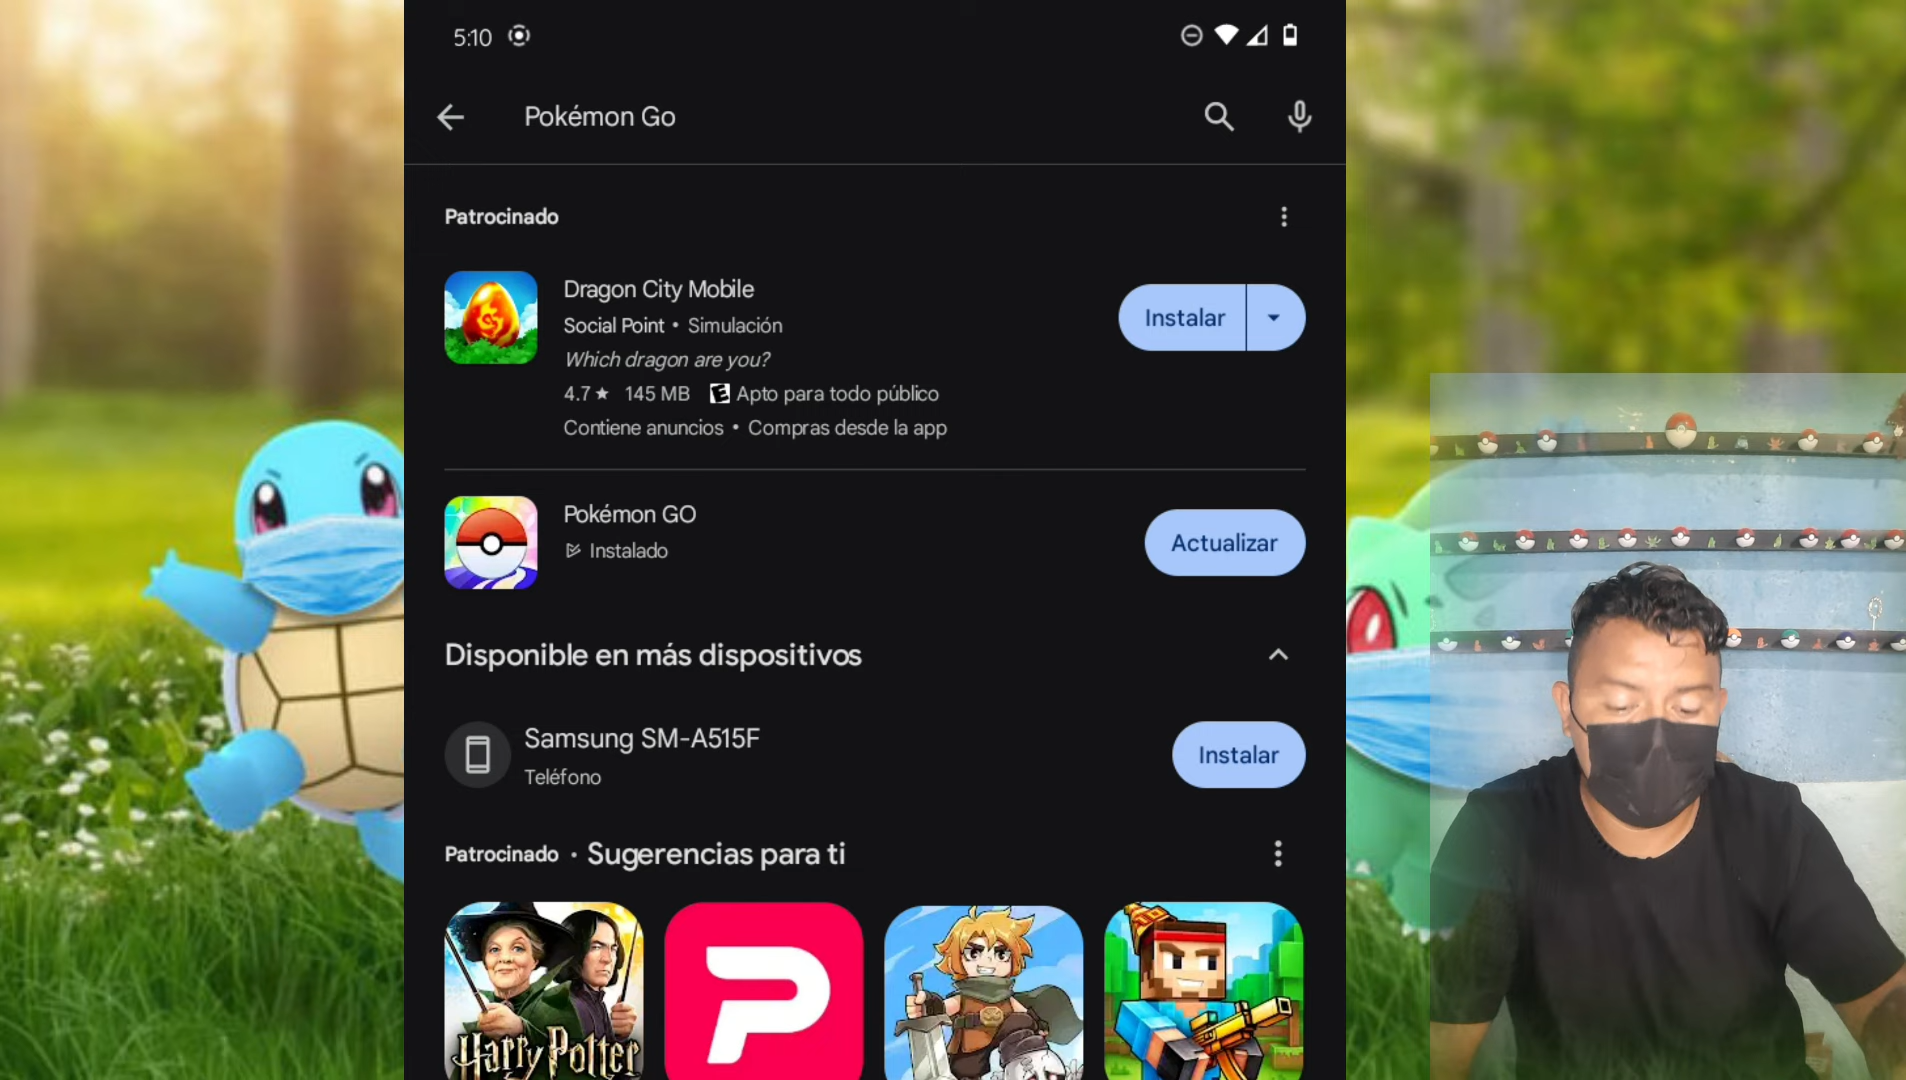 5:10
Pokémon Go
Patrocinado
Dragon City Mobile
Social Point • Simulación
Which dragon are you?
4.7★ 145 MB E Apto para todo público
Contiene anuncios • Compras desde la app
Instalar
Pokémon GO
Instalado
Actualizar
Disponible en más dispositivos
Samsung SM-A515F
Teléfono
Instalar
Patrocinado • Sugerencias para ti
Harry Potter